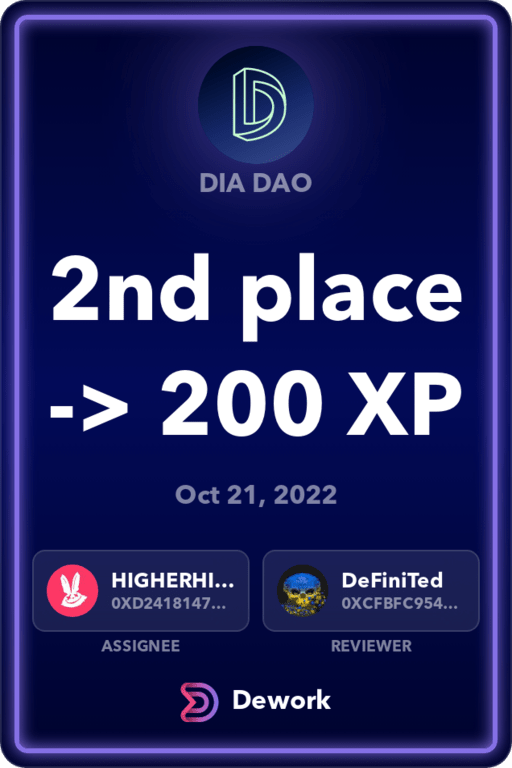 DIA DAO
2nd place
-> 200 XP
Oct 21, 2022
HIGHERHI...
0XD2418147...
ASSIGNEE
DeFiniTed
0XCFBFC954...
REVIEWER
Dework